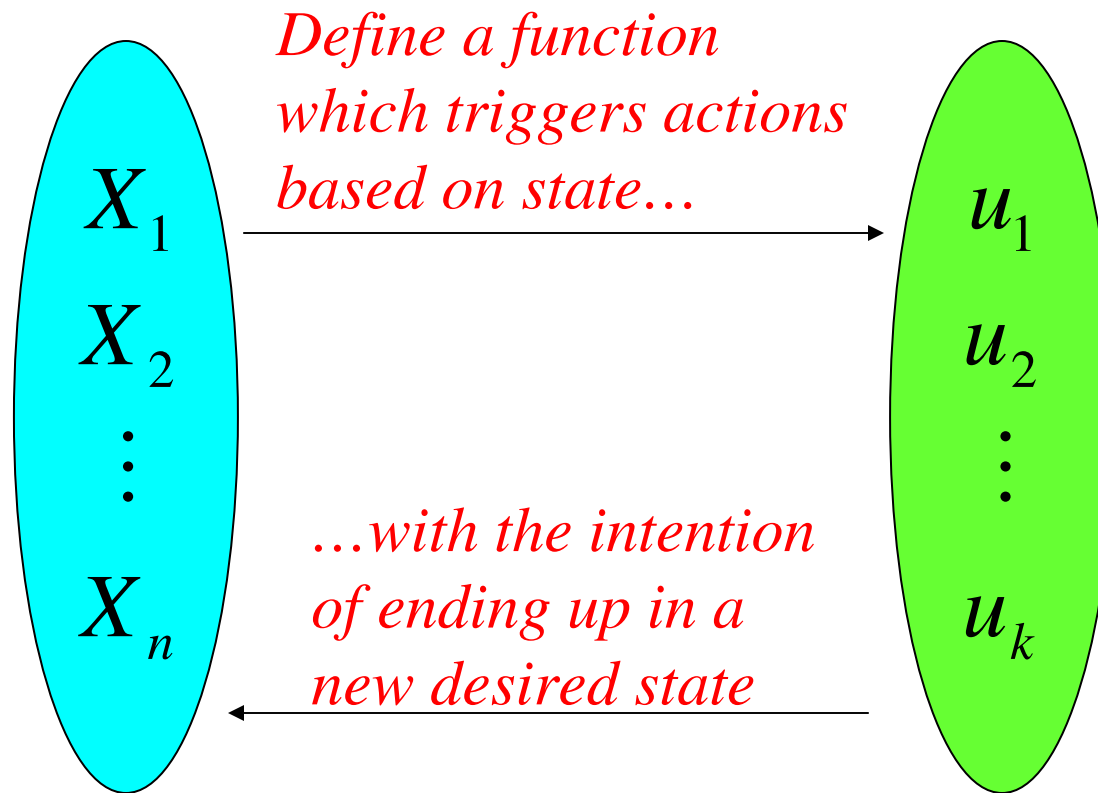 Define a function
which triggers actions
based on state…
X₁
X₂
⋮
Xₙ
u₁
u₂
⋮
uₖ
…with the intention
of ending up in a
new desired state